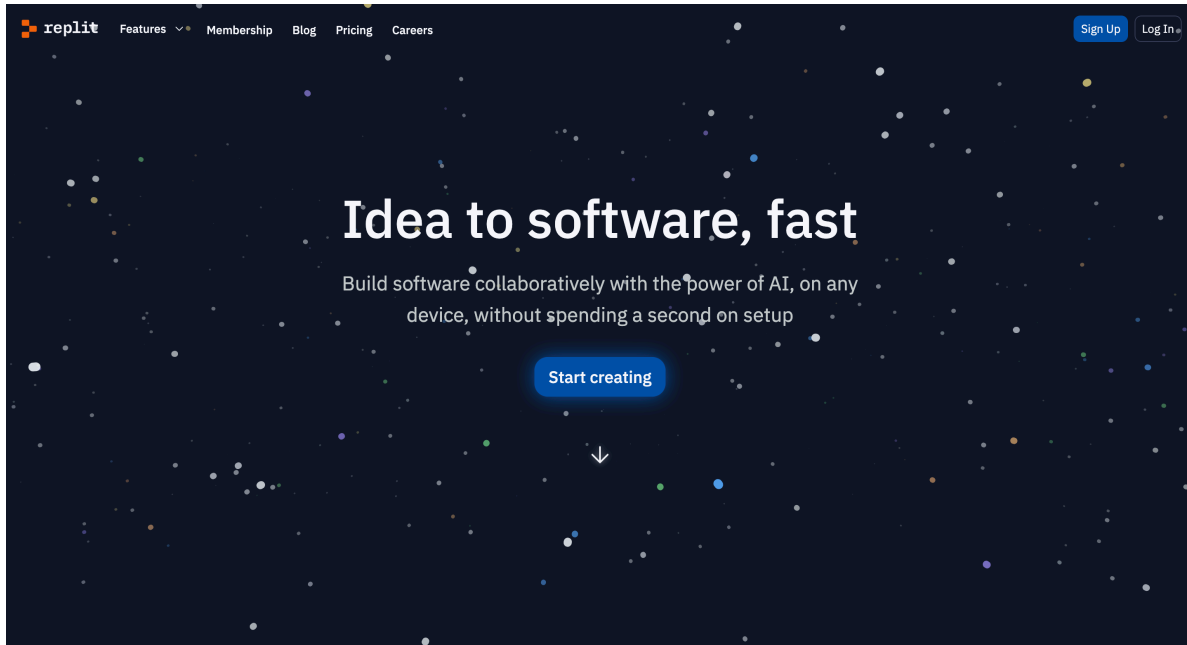 replit Features Membership Blog Pricing Careers Sign Up Log In
Idea to software, fast
Build software collaboratively with the power of AI, on any
device, without spending a second on setup
Start creating